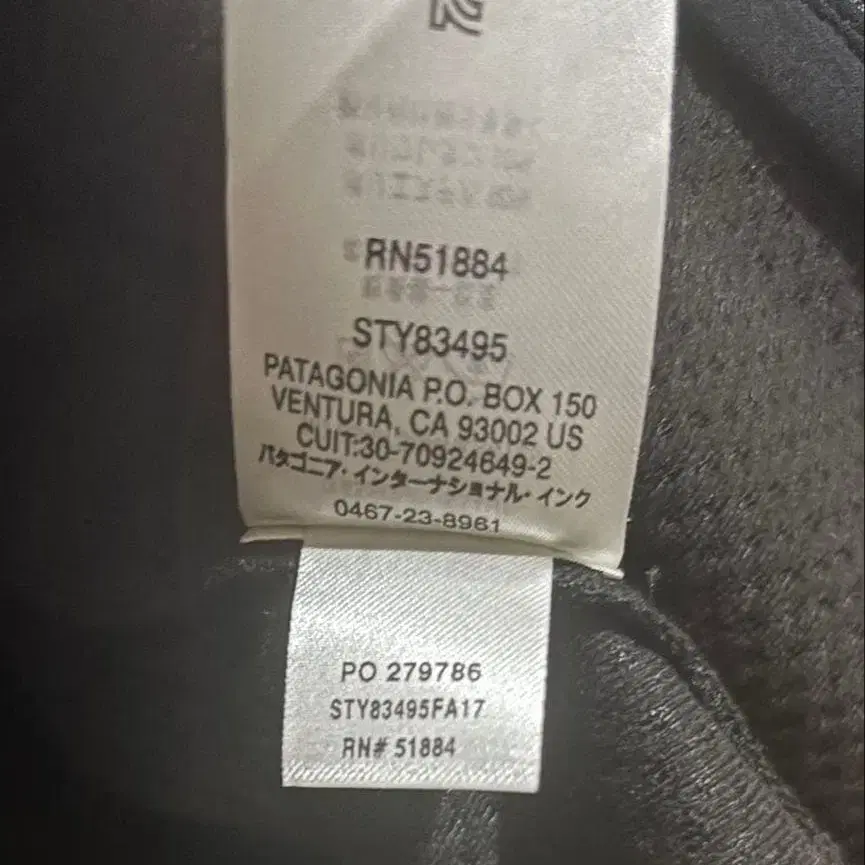 RN51884
STY83495
PATAGONIA P.O. BOX 150
VENTURA, CA 93002 US
CUIT:30-70924649-2
パタゴニア・インターナショナル・インク
0467-23-8961
PO 279786
STY83495FA17
RN# 51884